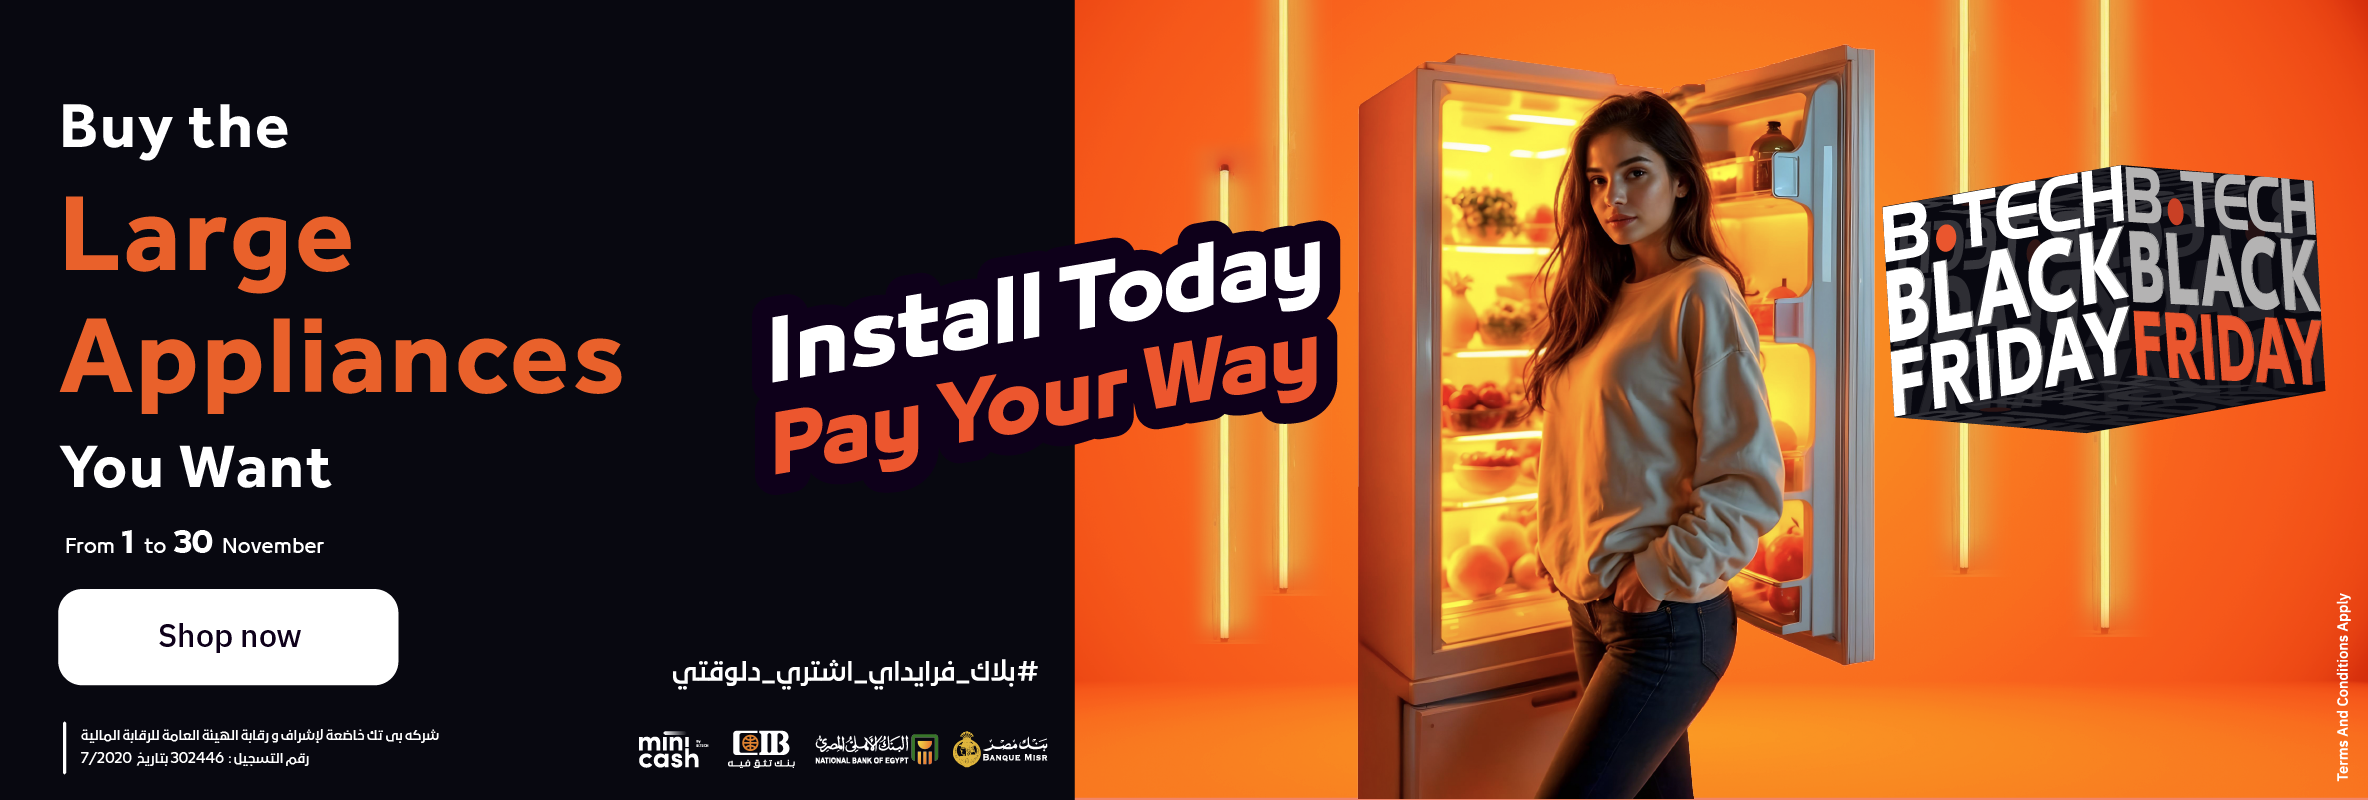 Buy the
Large
Appliances
You Want
From 1 to 30 November
Shop now
شركه بى تك خاضعة لإشراف و رقابة الهيئة العامة للرقابة المالية
رقم التسجيل : 302446 بتاريخ 7/2020
Install Today
Pay Your Way
#بلاك_فرايداي_اشتري_دلوقتي
mini
cash
CIB
بنك تثق فيه
البنك الأهلي المصري
NATIONAL BANK OF EGYPT
بنك مصر
BANQUE MISR
B.TECH
BLACK
FRIDAY
B.TECH
BLACK
FRIDAY
Terms And Conditions Apply